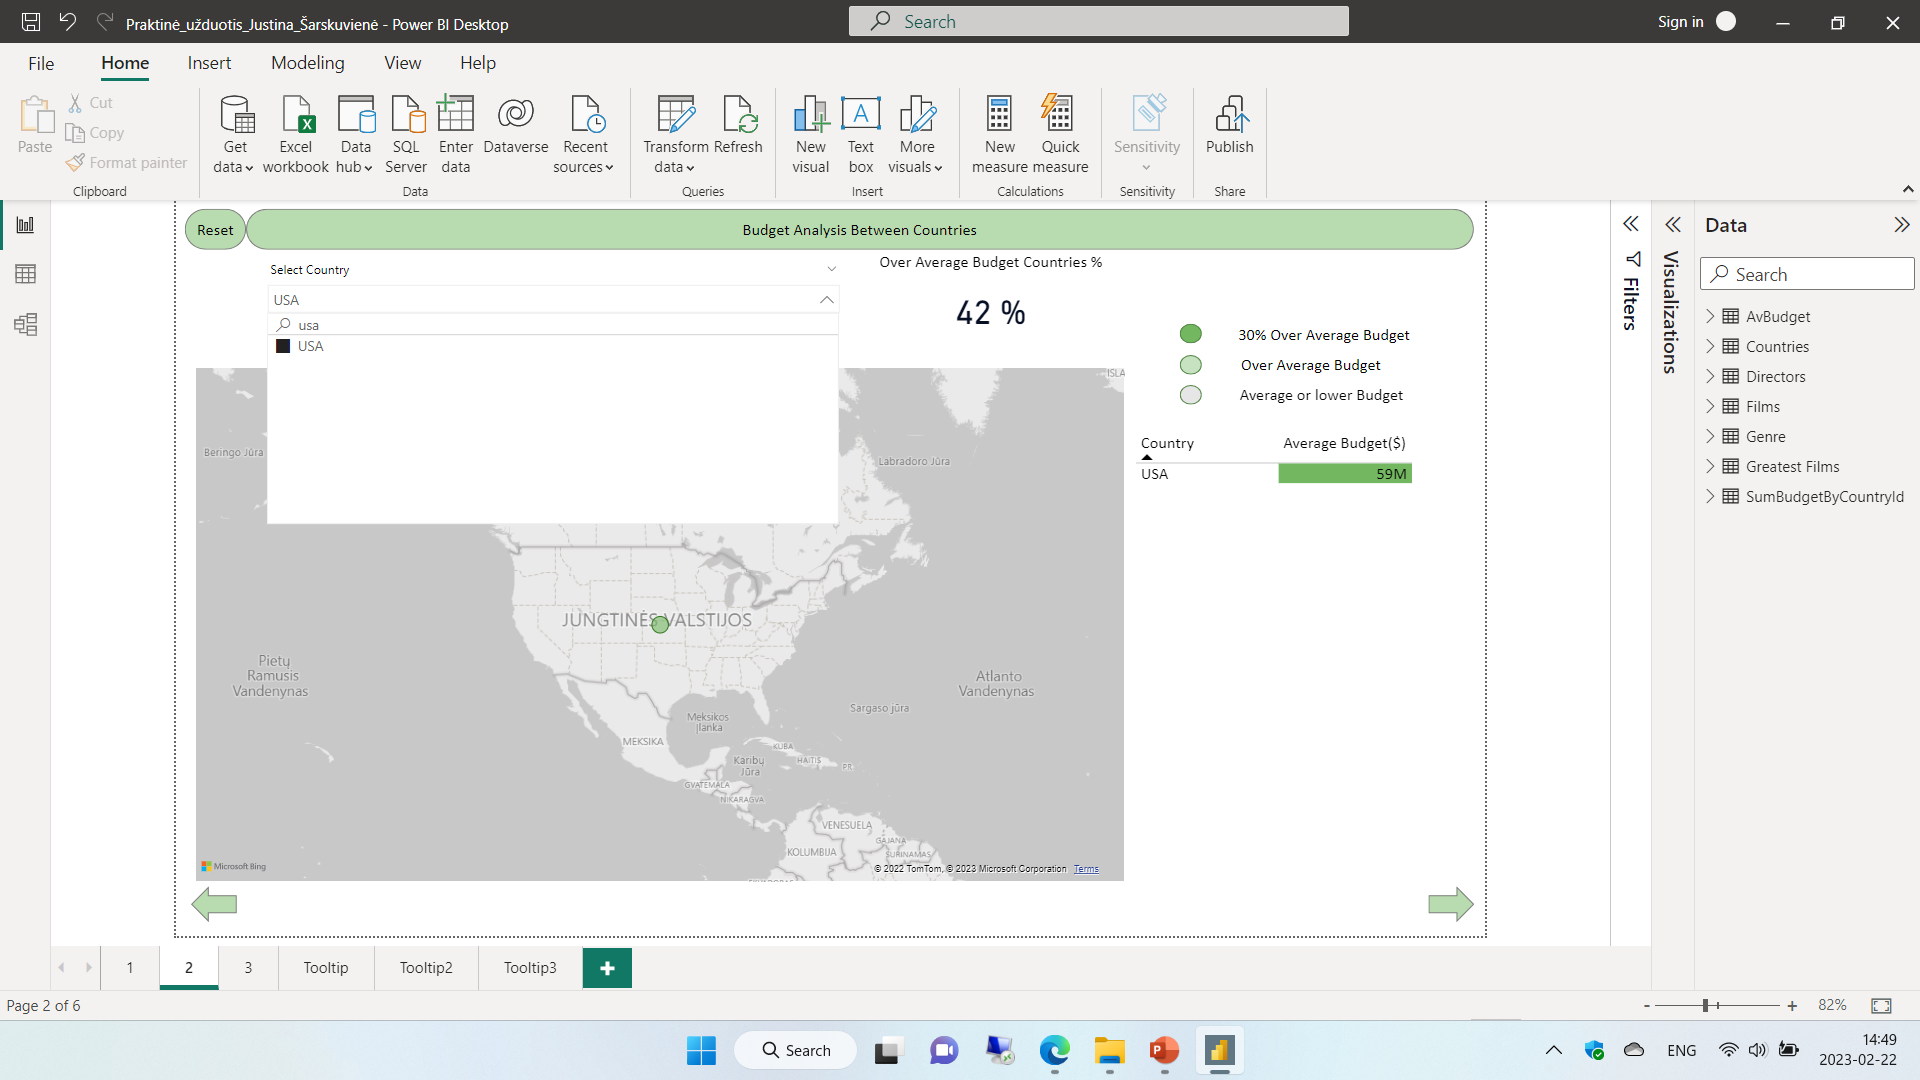 Praktinė_užduotis_Justina_Šarskuvienė - Power BI Desktop
Search
Sign in
File
Home
Insert
Modeling
View
Help
Paste
Cut
Copy
Format painter
Clipboard
Get data
Excel workbook
Data hub
SQL Server
Enter data
Dataverse
Recent sources
Data
Transform data
Refresh
Queries
New visual
Text box
More visuals
Insert
New measure
Quick measure
Calculations
Sensitivity
Sensitivity
Publish
Share
Reset
Budget Analysis Between Countries
Select Country
USA
usa
USA
Over Average Budget Countries %
42 %
30% Over Average Budget
Over Average Budget
Average or lower Budget
Country
Average Budget($)
USA
59M
ISLA
Beringo Jūra
Labradoro Jūra
JUNGTINĖS VALSTIJOS
Pietų
Ramusis
Vandenynas
Atlanto
Vandenynas
Sargaso jūra
Meksikos
Įlanka
MEKSIKA
KUBA
HAITIS
PR.
Karibų
Jūra
GVATEMALA
NIKARAGVA
VENESUELA
GAJANA
KOLUMBIJA
SURINAMAS
Microsoft Bing
© 2022 TomTom, © 2023 Microsoft Corporation
Terms
Filters
Visualizations
Data
Search
AvBudget
Countries
Directors
Films
Genre
Greatest Films
SumBudgetByCountryId
1
2
3
Tooltip
Tooltip2
Tooltip3
Page 2 of 6
- + 82%
Search
ENG
14:49
2023-02-22